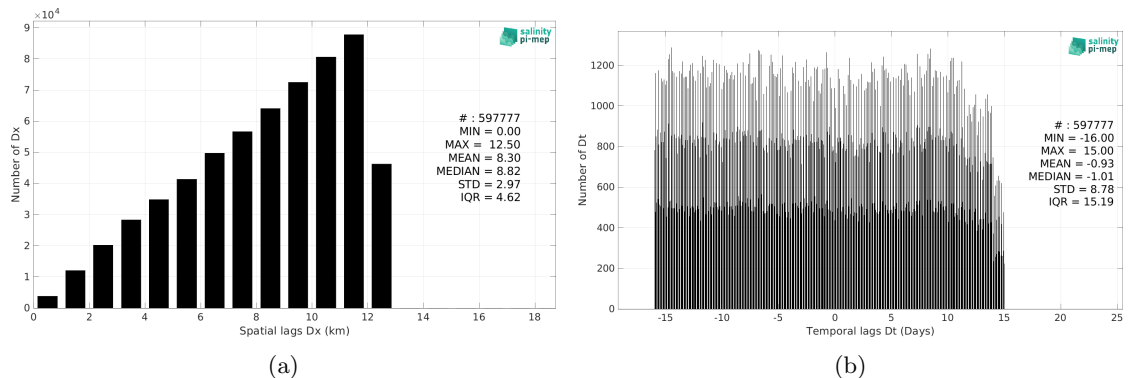 ×10⁴
9
8
7
6
5
4
3
2
1
0
Number of Dx
0 2 4 6 8 10 12 14 16 18
Spatial lags Dx (km)
salinity
pi-mep
# : 597777
MIN = 0.00
MAX = 12.50
MEAN = 8.30
MEDIAN = 8.82
STD = 2.97
IQR = 4.62
(a)
1200
1000
800
600
400
200
0
Number of Dt
-15 -10 -5 0 5 10 15 20 25
Temporal lags Dt (Days)
salinity
pi-mep
# : 597777
MIN = -16.00
MAX = 15.00
MEAN = -0.93
MEDIAN = -1.01
STD = 8.78
IQR = 15.19
(b)